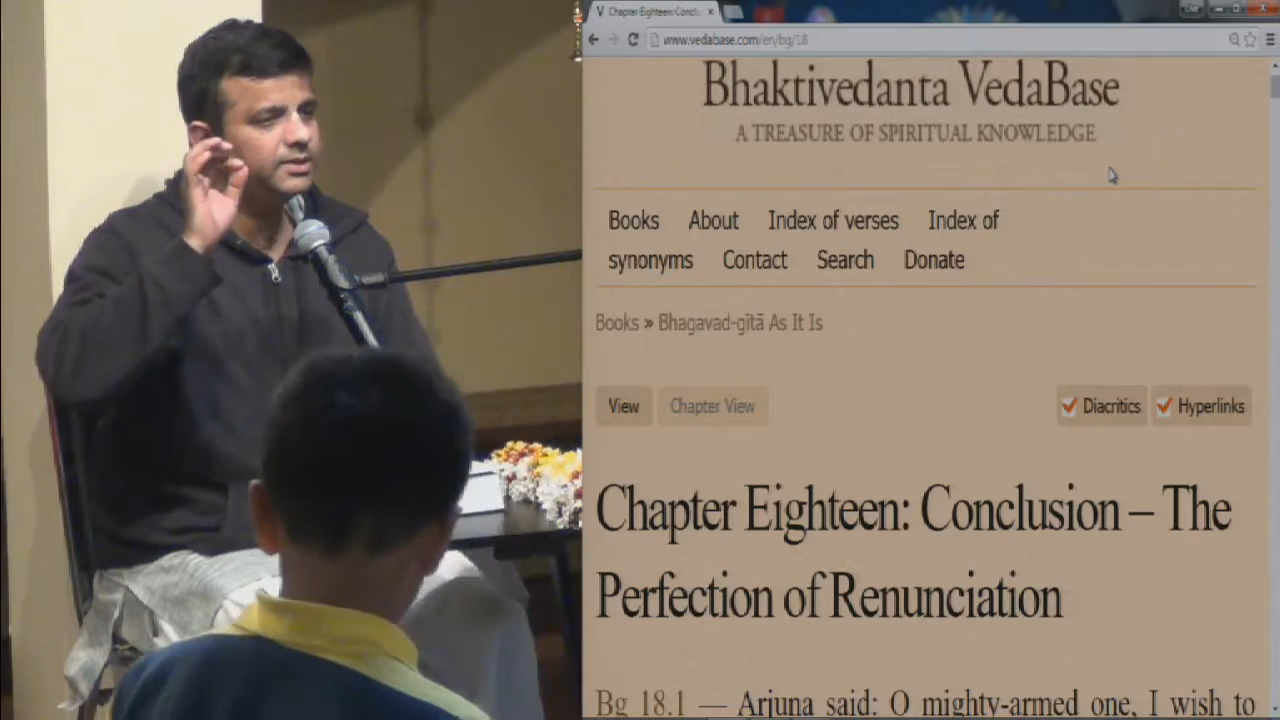 Chapter Eighteen: Conclu
www.vedabase.com/en/bg/18
Bhaktivedanta VedaBase
A TREASURE OF SPIRITUAL KNOWLEDGE
Books About Index of verses Index of
synonyms Contact Search Donate
Books » Bhagavad-gītā As It Is
View Chapter View Diacritics Hyperlinks
Chapter Eighteen: Conclusion – The
Perfection of Renunciation
Bg 18.1 — Arjuna said: O mighty-armed one, I wish to